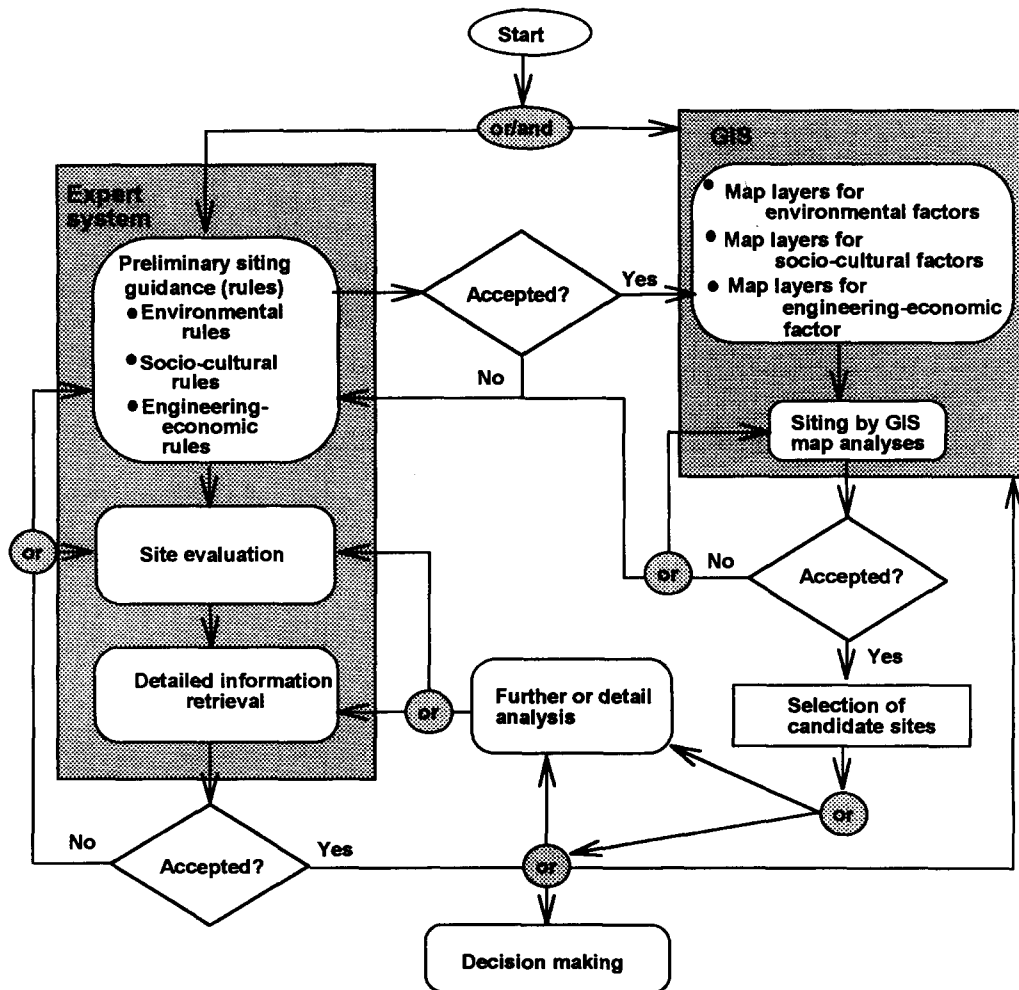 Start
or/and
GIS
Expert
system
Preliminary siting
guidance (rules)
● Environmental
rules
● Socio-cultural
rules
● Engineering-
economic rules
Accepted?
Yes
No
● Map layers for
environmental factors
● Map layers for
socio-cultural factors
● Map layers for
engineering-economic
factor
Siting by GIS
map analyses
or
Site evaluation
or
No
Accepted?
Yes
Detailed information
retrieval
or
Further or detail
analysis
Selection of
candidate sites
or
No
Accepted?
Yes
or
Decision making